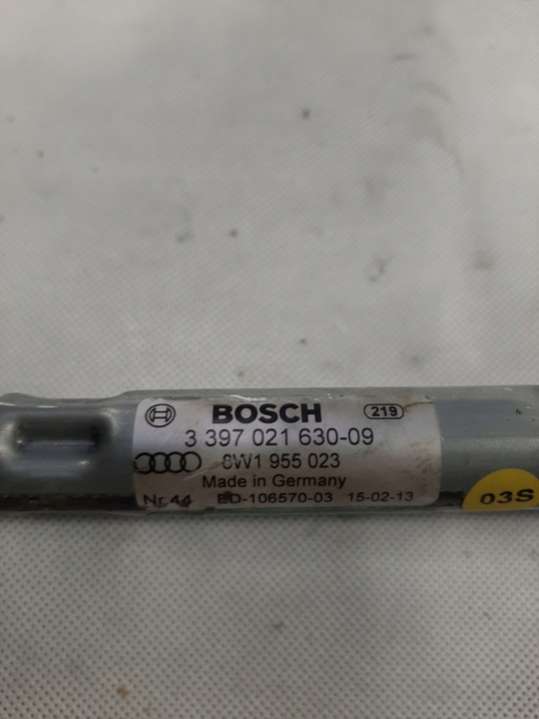 BOSCH 219
3 397 021 630-09
8W1 955 023
Made in Germany
Nr.44 ED-106570-03 15-02-13
03S